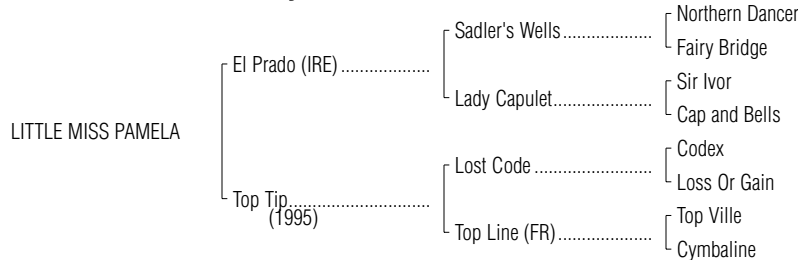 Northern Dancer
Sadler's Wells....................
Fairy Bridge
El Prado (IRE) ....................
Sir Ivor
Lady Capulet.....................
Cap and Bells
LITTLE MISS PAMELA
Codex
Lost Code ..........................
Loss Or Gain
Top Tip..........................
(1995)
Top Ville
Top Line (FR)....................
Cymbaline